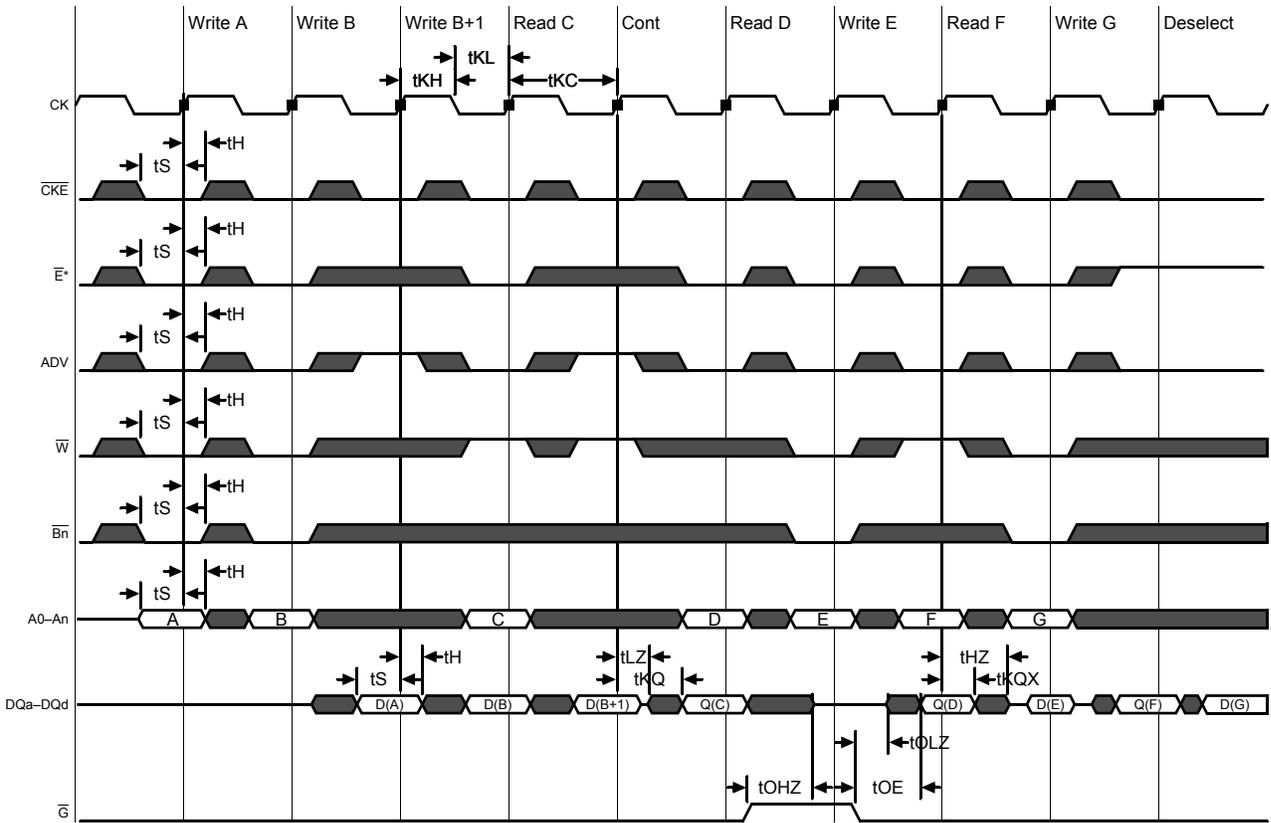 Write A Write B Write B+1 Read C Cont Read D Write E Read F Write G Deselect
tKL
tKH tKC
CK
tH
tS
CKE
tH
tS
E*
tH
tS
ADV
tH
tS
W
tH
tS
Bn
tH
tS
A0–An A B C D E F G
tH tLZ tHZ
tS tKQ tKQX
DQa–DQd D(A) D(B) D(B+1) Q(C) Q(D) D(E) Q(F) D(G)
tOLZ
tOHZ tOE
G